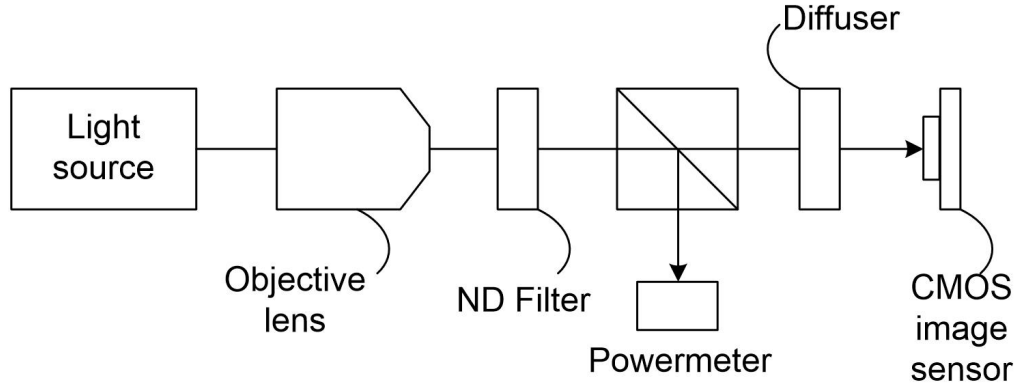 Diffuser
Light
source
Objective
lens
ND Filter
Powermeter
CMOS
image
sensor